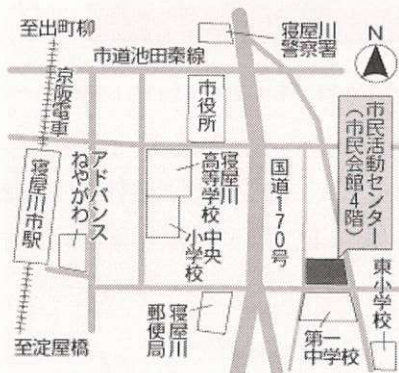 至出町柳
寝屋川
警察署
N
市道池田秦線
京阪電車
市役所
市民活動センター
(市民会館4階)
アドバンス
ねやがわ
寝屋川
高等学校
国道170号
寝屋川市駅
中央
小学校
東小学校
寝屋川
郵便局
第一
中学校
至淀屋橋